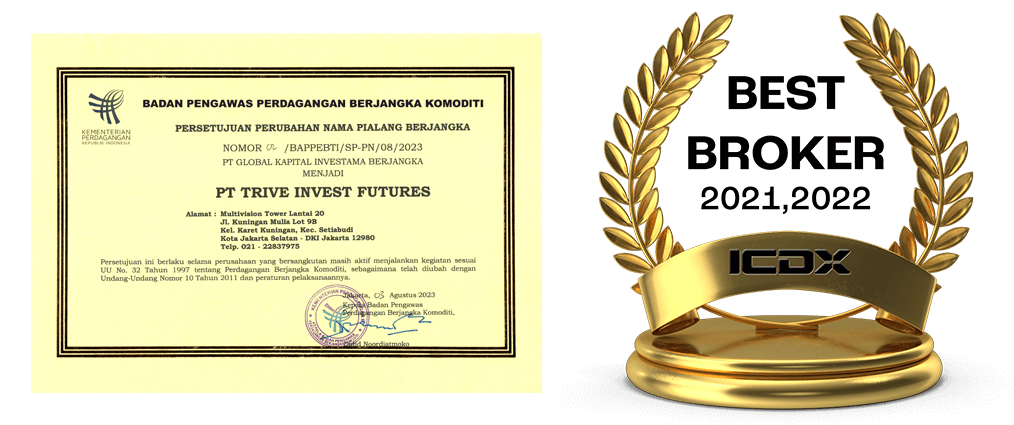 KEMENTERIAN
PERDAGANGAN
REPUBLIK INDONESIA
BADAN PENGAWAS PERDAGANGAN BERJANGKA KOMODITI
PERSETUJUAN PERUBAHAN NAMA PIALANG BERJANGKA
NOMOR 02 /BAPPEBTI/SP-PN/08/2023
PT GLOBAL KAPITAL INVESTAMA BERJANGKA
MENJADI
PT TRIVE INVEST FUTURES
Alamat : Multivision Tower Lantai 20
Jl. Kuningan Mulia Lot 9B
Kel. Karet Kuningan, Kec. Setiabudi
Kota Jakarta Selatan - DKI Jakarta 12980
Telp. 021 - 22837975
Persetujuan ini berlaku selama perusahaan yang bersangkutan masih aktif menjalankan kegiatan sesuai
UU No. 32 Tahun 1997 tentang Perdagangan Berjangka Komoditi, sebagaimana telah diubah dengan
Undang-Undang Nomor 10 Tahun 2011 dan peraturan pelaksanaannya.
Jakarta, 03 Agustus 2023
Kepala Badan Pengawas
Perdagangan Berjangka Komoditi,
Didid Noordiatmoko
BEST
BROKER
2021,2022
ICDX